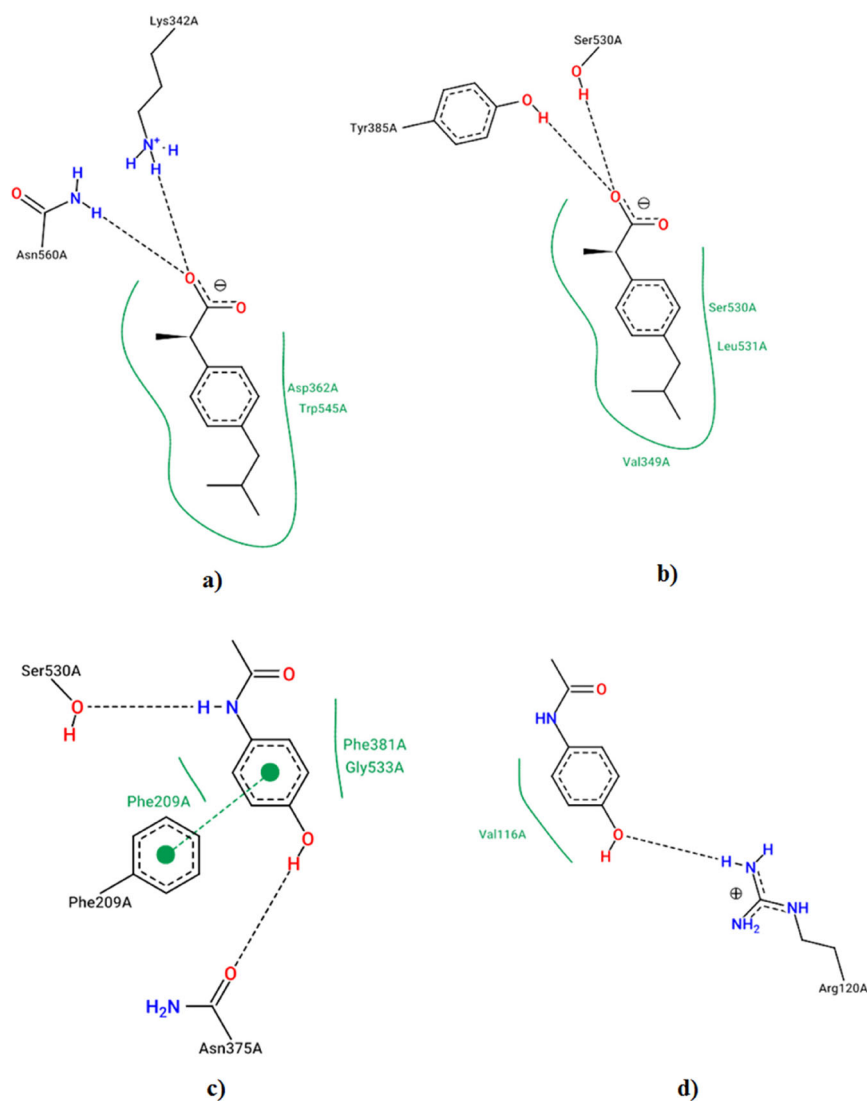 Lys342A
N+
H
H
H
H
N
H
O
Asn560A
O
⊖
O
Asp362A
Trp545A
a)
Ser530A
O
H
O
H
Tyr385A
O
⊖
O
Ser530A
Leu531A
Val349A
b)
Ser530A
O
H
H
N
O
Phe381A
Gly533A
Phe209A
Phe209A
O
H
O
H2N
Asn375A
c)
O
HN
Val116A
O
H
H
H
N
⊕
NH2
NH
Arg120A
d)